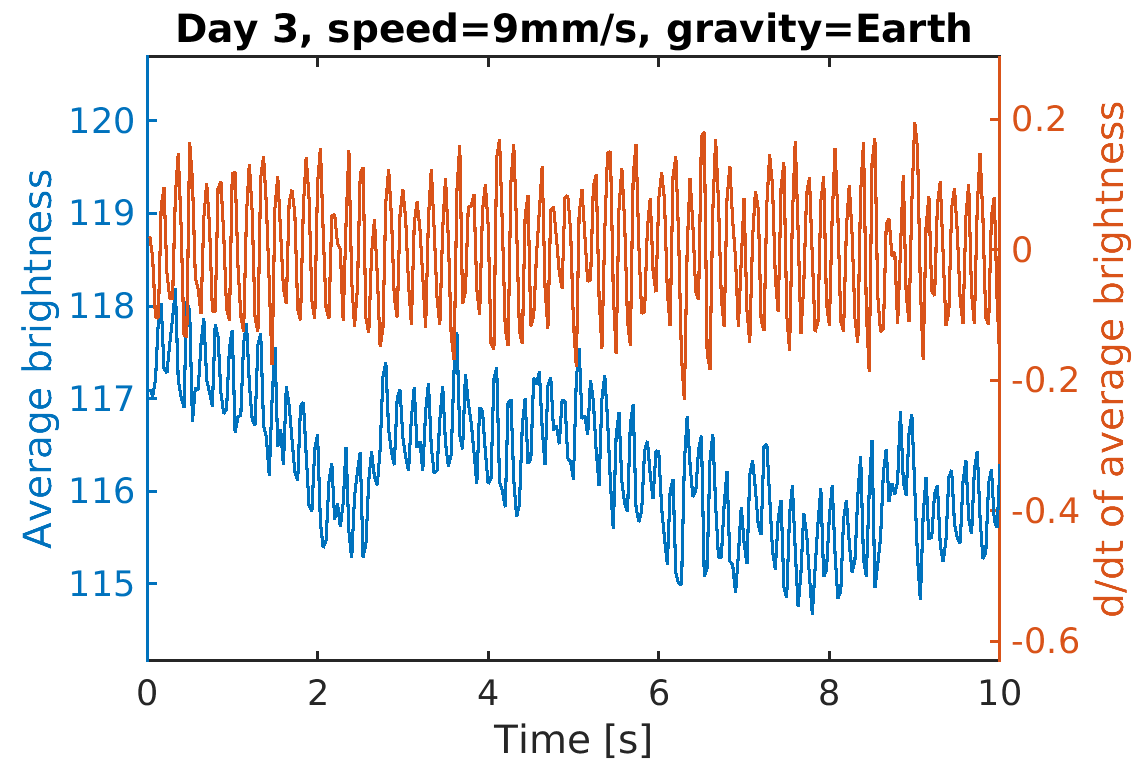 Day 3, speed=9mm/s, gravity=Earth
Average brightness
120
119
118
117
116
115
0.2
0
-0.2
-0.4
-0.6
d/dt of average brightness
0 2 4 6 8 10
Time [s]